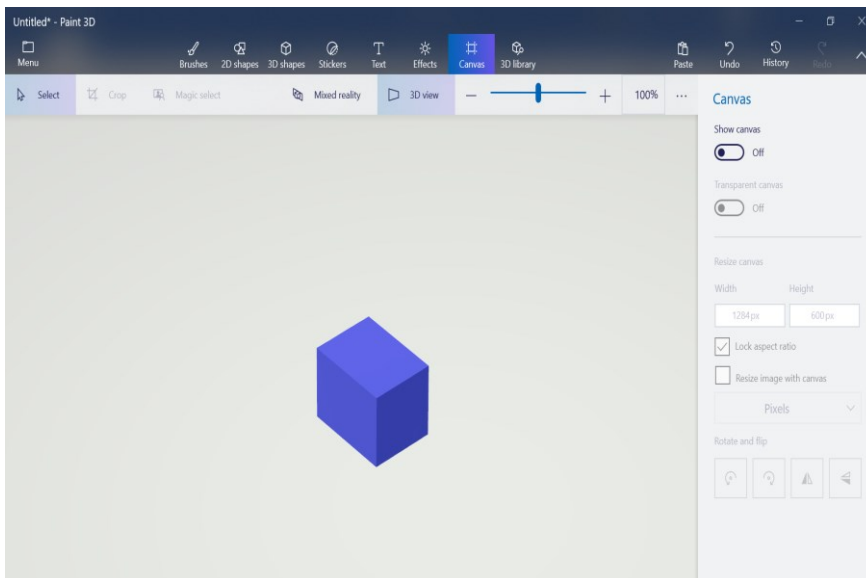 Untitled* - Paint 3D
Menu Brushes 2D shapes 3D shapes Stickers Text Effects Canvas 3D library Paste Undo History Redo
Select Crop Magic select Mixed reality 3D view 100%
Canvas
Show canvas
Off
Transparent canvas
Off
Resize canvas
Width Height
1284px 600px
Lock aspect ratio
Resize image with canvas
Pixels
Rotate and flip